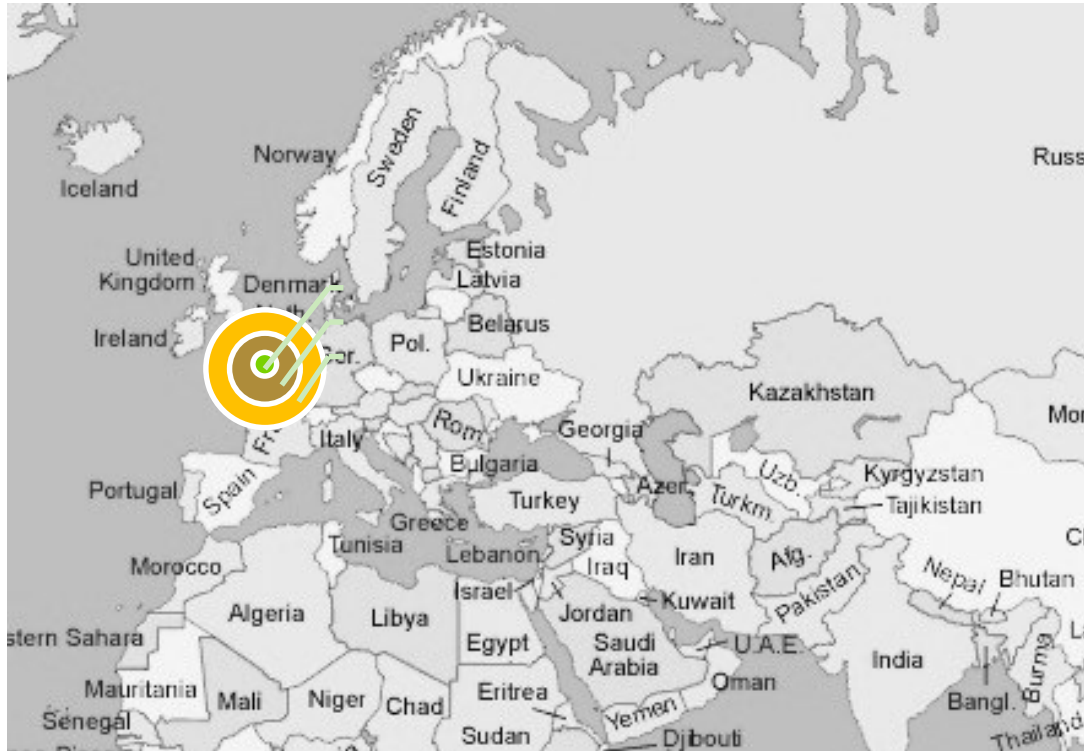 Norway
Sweden
Finland
Russ
Iceland
Estonia
United
Kingdom
Denmark
Latvia
Ireland
Belarus
Pol.
Ukraine
Kazakhstan
Mor
Italy
Rom.
Georgia
Bulgaria
Uzb.
Kyrgyzstan
Portugal
Spain
Turkey
Azer.
Turkm.
Tajikistan
Greece
Tunisia
Lebanon
Syria
Iran
Afg.
Morocco
Iraq
Nepal
Bhutan
Israel
Kuwait
Pakistan
Algeria
Libya
Jordan
stern Sahara
Egypt
Saudi
Arabia
U.A.E.
India
Mauritania
Mali
Niger
Chad
Eritrea
Oman
Bangl.
Burma
Senegal
Sudan
Yemen
Djibouti
Thailand